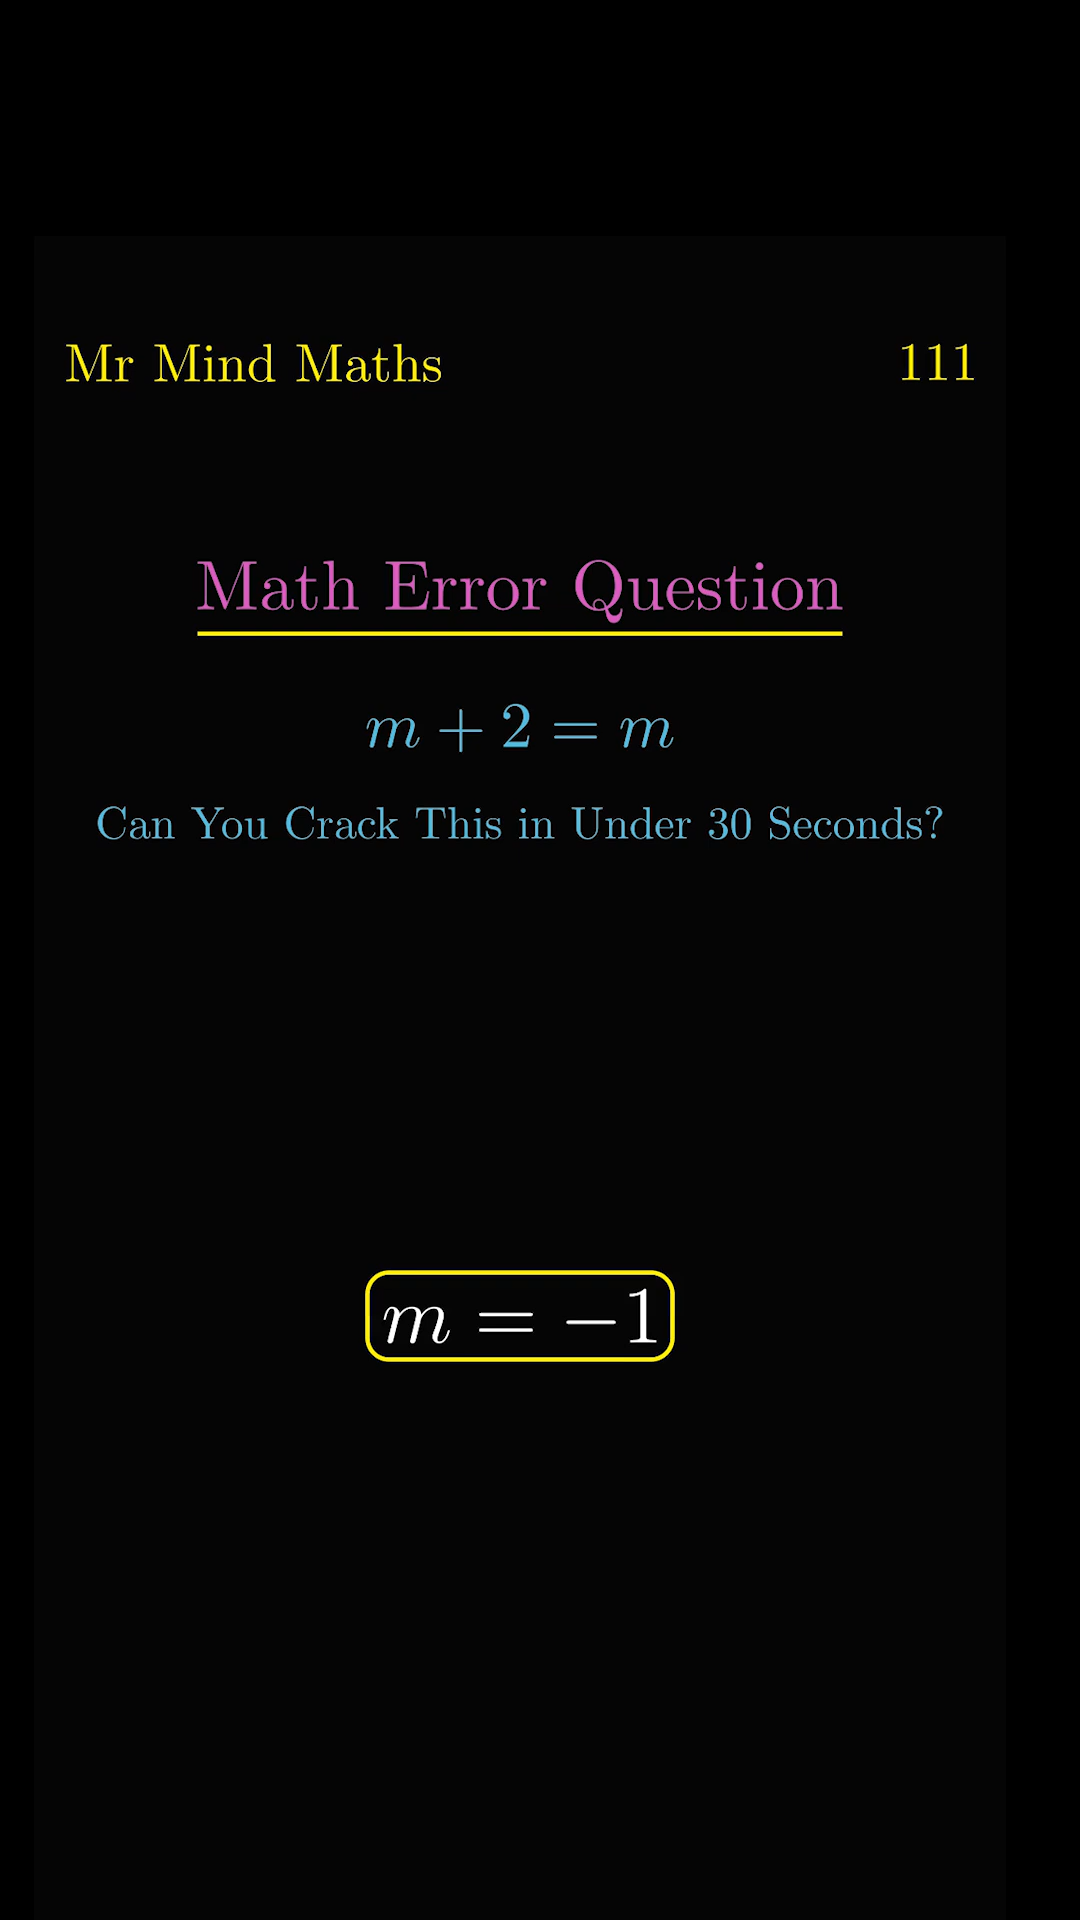 Mr Mind Maths 111
Math Error Question
m + 2 = m
Can You Crack This in Under 30 Seconds?
m = −1